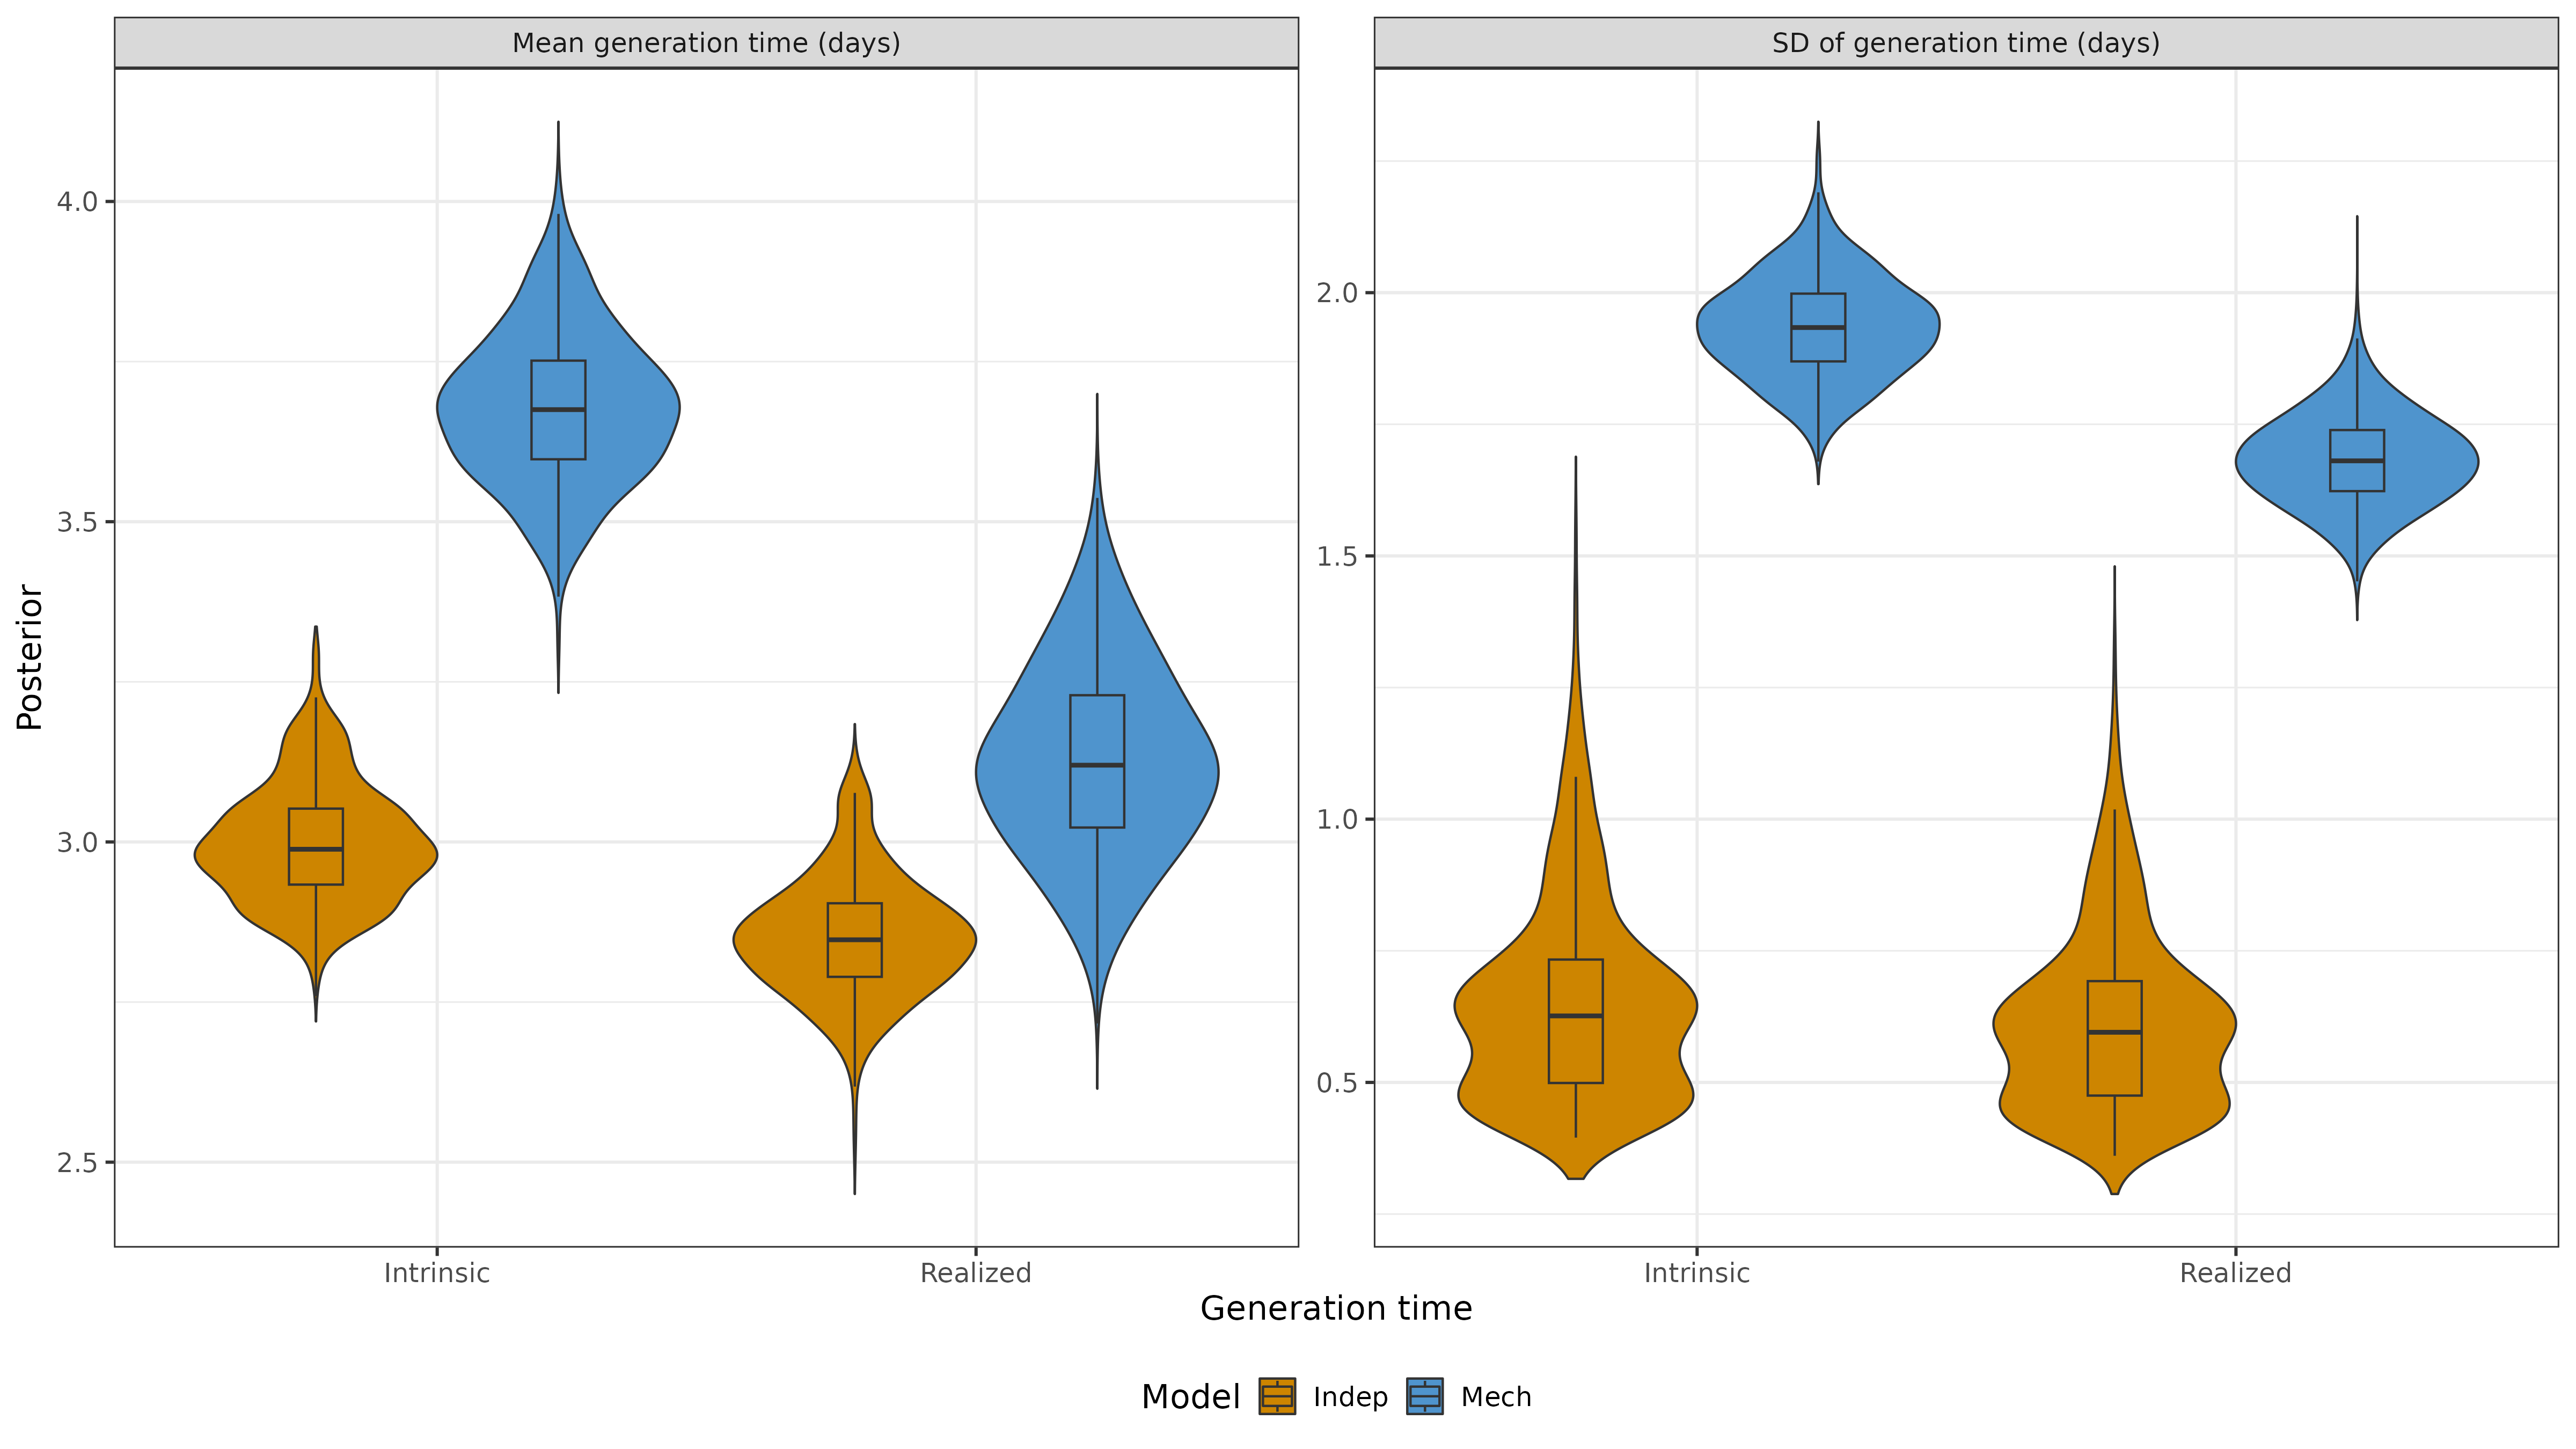 Mean generation time (days)
SD of generation time (days)
Posterior
4.0
3.5
3.0
2.5
2.0
1.5
1.0
0.5
Intrinsic
Realized
Intrinsic
Realized
Generation time
Model Indep Mech